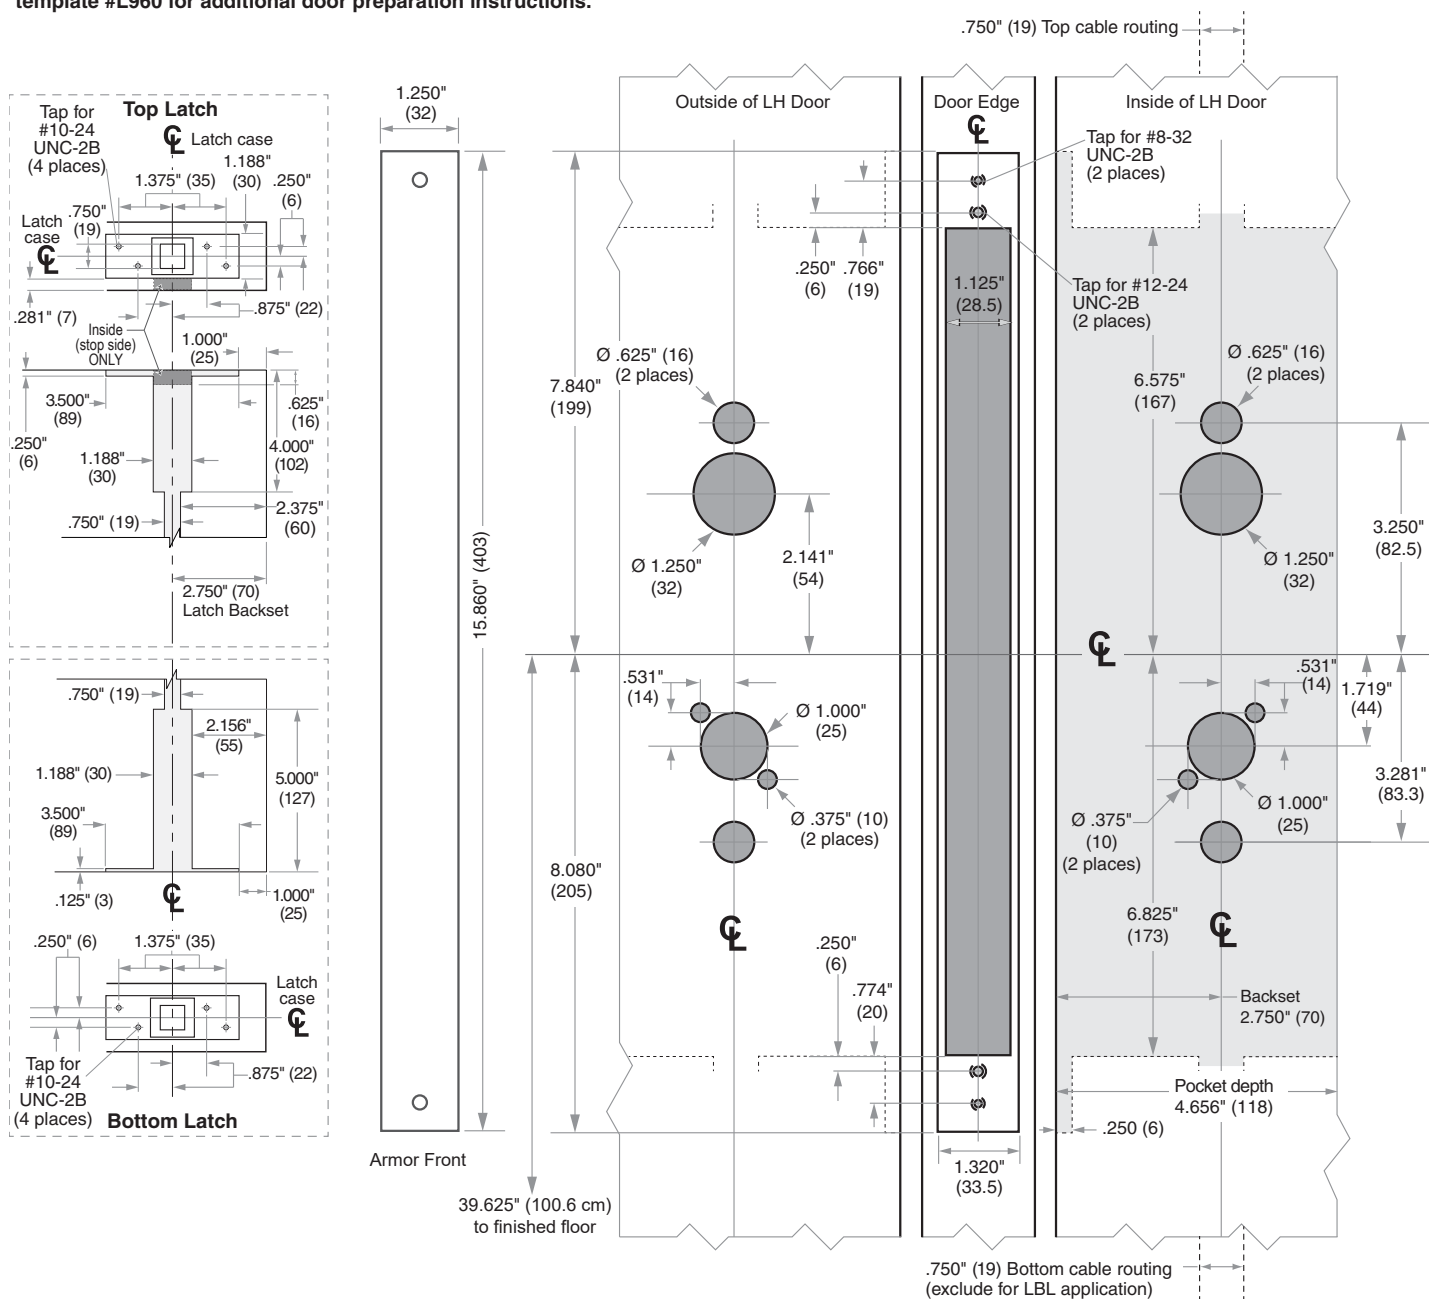 template #L960 for additional door preparation instructions.
.750" (19) Top cable routing
Tap for
#10-24
UNC-2B
(4 places)
Top Latch
℄ Latch case
1.188"
(30)
.250"
(6)
1.375" (35)
.750"
(19)
Latch
case
℄
.281" (7)
.875" (22)
Inside
(stop side)
ONLY
1.000"
(25)
3.500"
(89)
.625"
(16)
.250"
(6)
4.000"
(102)
1.188"
(30)
2.375"
(60)
.750" (19)
2.750" (70)
Latch Backset
.750" (19)
2.156"
(55)
1.188" (30)
5.000"
(127)
3.500"
(89)
.125" (3)
℄
1.000"
(25)
.250" (6)
1.375" (35)
Latch
case
℄
Tap for
#10-24
UNC-2B
(4 places)
.875" (22)
Bottom Latch
1.250"
(32)
15.860" (403)
Armor Front
Outside of LH Door
7.840"
(199)
Ø .625" (16)
(2 places)
Ø 1.250"
(32)
2.141"
(54)
.250"
(6)
.766"
(19)
.531"
(14)
Ø 1.000"
(25)
Ø .375" (10)
(2 places)
8.080"
(205)
℄
.250"
(6)
.774"
(20)
39.625" (100.6 cm)
to finished floor
Door Edge
℄
Tap for #8-32
UNC-2B
(2 places)
Tap for #12-24
UNC-2B
(2 places)
1.125"
(28.5)
1.320"
(33.5)
Inside of LH Door
6.575"
(167)
Ø .625" (16)
(2 places)
Ø 1.250"
(32)
3.250"
(82.5)
℄
.531"
(14)
1.719"
(44)
3.281"
(83.3)
Ø 1.000"
(25)
Ø .375"
(10)
(2 places)
6.825"
(173)
℄
Backset
2.750" (70)
Pocket depth
4.656" (118)
.250 (6)
.750" (19) Bottom cable routing
(exclude for LBL application)